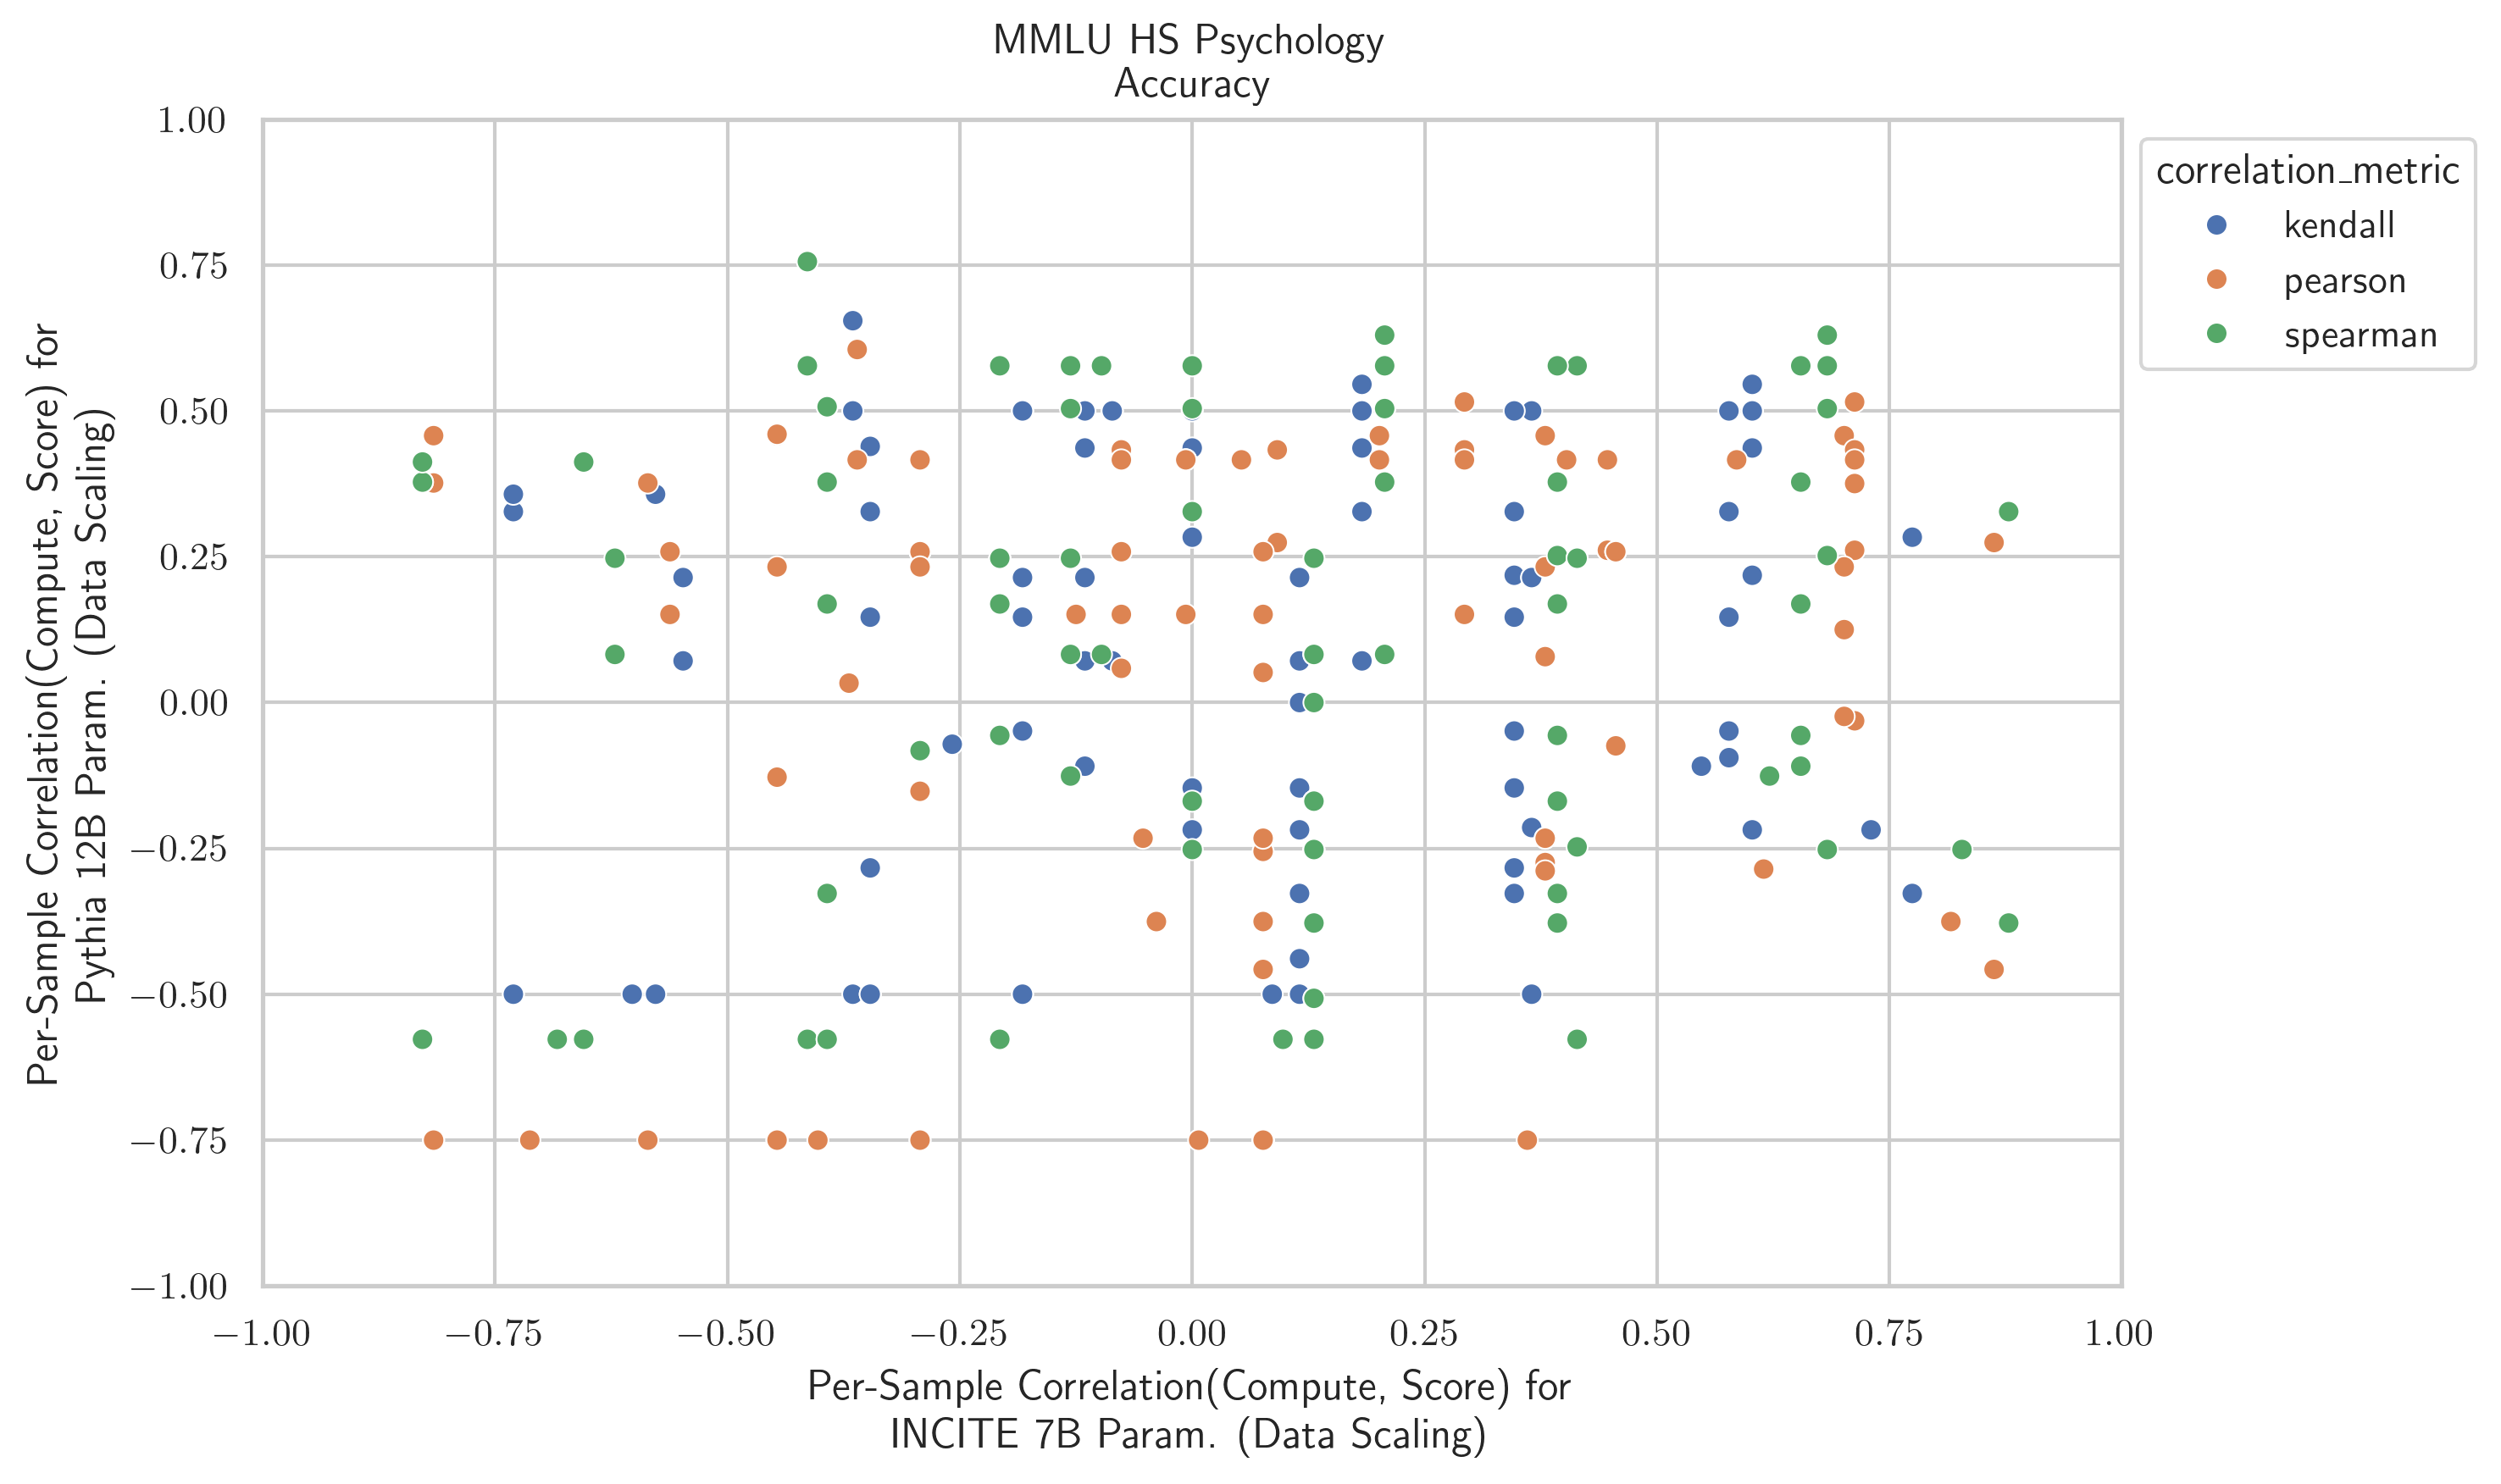 MMLU HS Psychology
Accuracy
Per-Sample Correlation(Compute, Score) for
Pythia 12B Param. (Data Scaling)
1.00
0.75
0.50
0.25
0.00
−0.25
−0.50
−0.75
−1.00
−1.00 −0.75 −0.50 −0.25 0.00 0.25 0.50 0.75 1.00
Per-Sample Correlation(Compute, Score) for
INCITE 7B Param. (Data Scaling)
correlation_metric
kendall
pearson
spearman